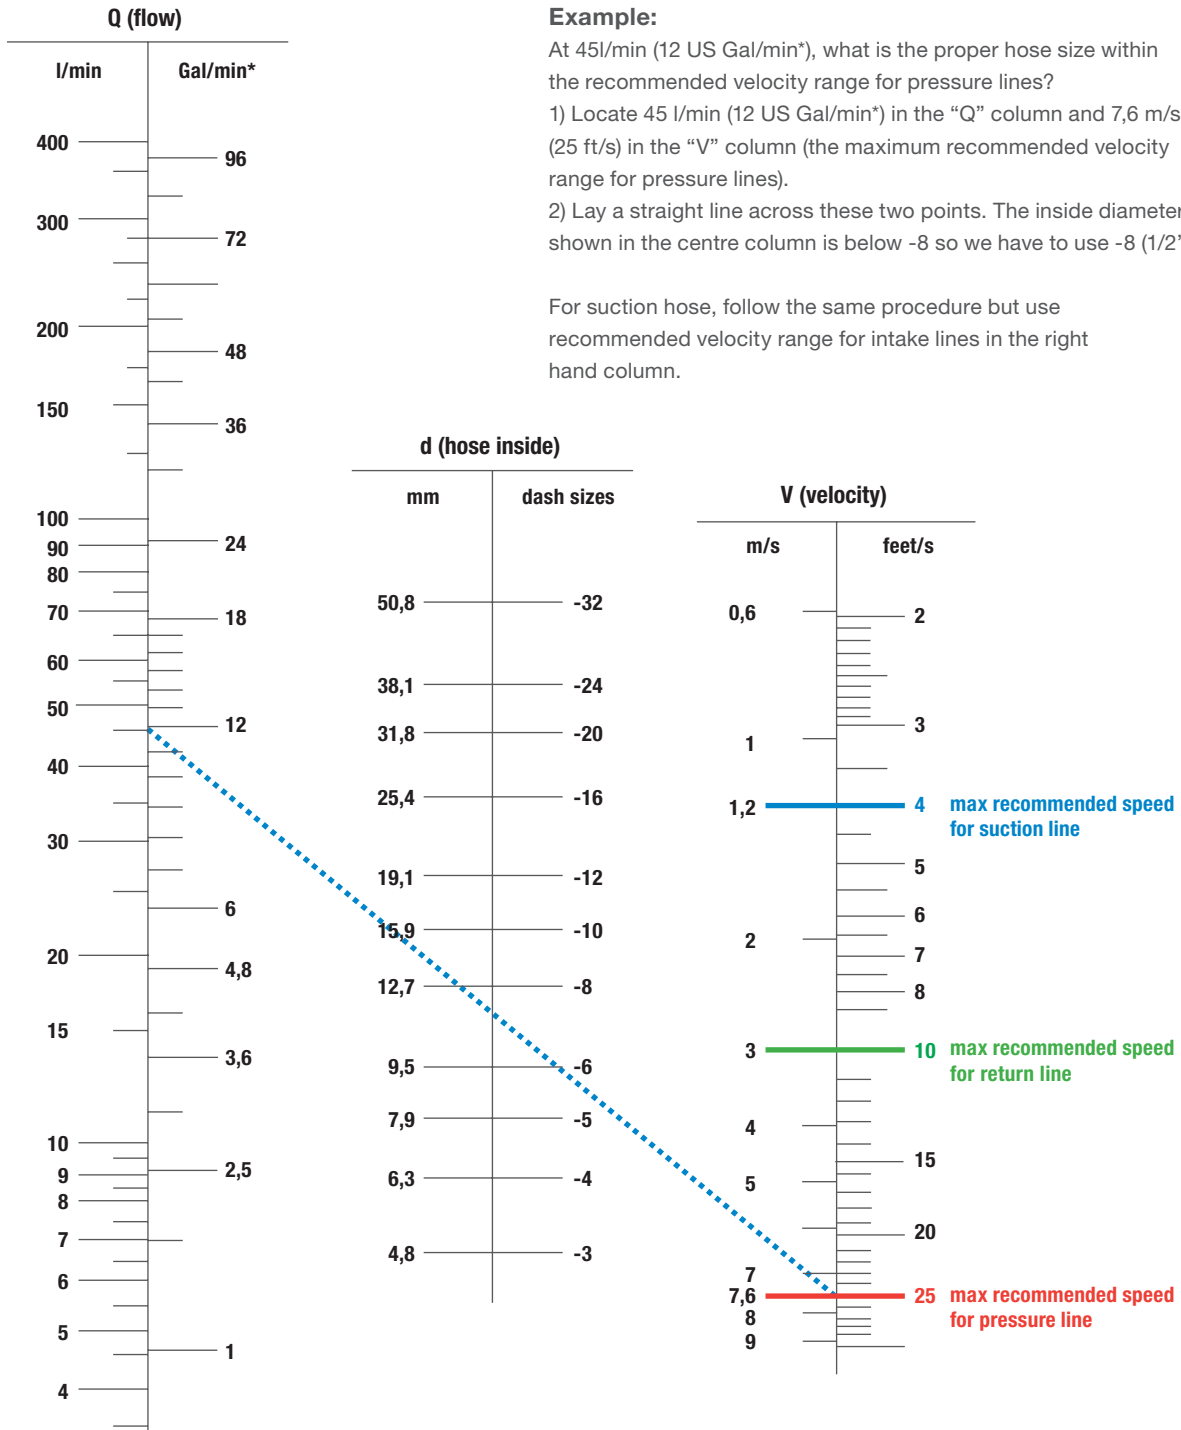 Q (flow)
l/min Gal/min*
400
96
300
72
200
48
150
36
100
24
90
80
70
18
60
50
12
40
30
6
20
4,8
15
3,6
10
2,5
9
8
7
6
5
1
4
Example:
At 45l/min (12 US Gal/min*), what is the proper hose size within
the recommended velocity range for pressure lines?
1) Locate 45 l/min (12 US Gal/min*) in the “Q” column and 7,6 m/s
(25 ft/s) in the “V” column (the maximum recommended velocity
range for pressure lines).
2) Lay a straight line across these two points. The inside diameter
shown in the centre column is below -8 so we have to use -8 (1/2”
For suction hose, follow the same procedure but use
recommended velocity range for intake lines in the right
hand column.
d (hose inside)
mm dash sizes
50,8 -32
38,1 -24
31,8 -20
25,4 -16
19,1 -12
15,9 -10
12,7 -8
9,5 -6
7,9 -5
6,3 -4
4,8 -3
V (velocity)
m/s feet/s
0,6 2
3
1
1,2 4 max recommended speed
for suction line
5
6
2
7
8
3 10 max recommended speed
for return line
4
15
5
20
7
7,6 25 max recommended speed
for pressure line
8
9